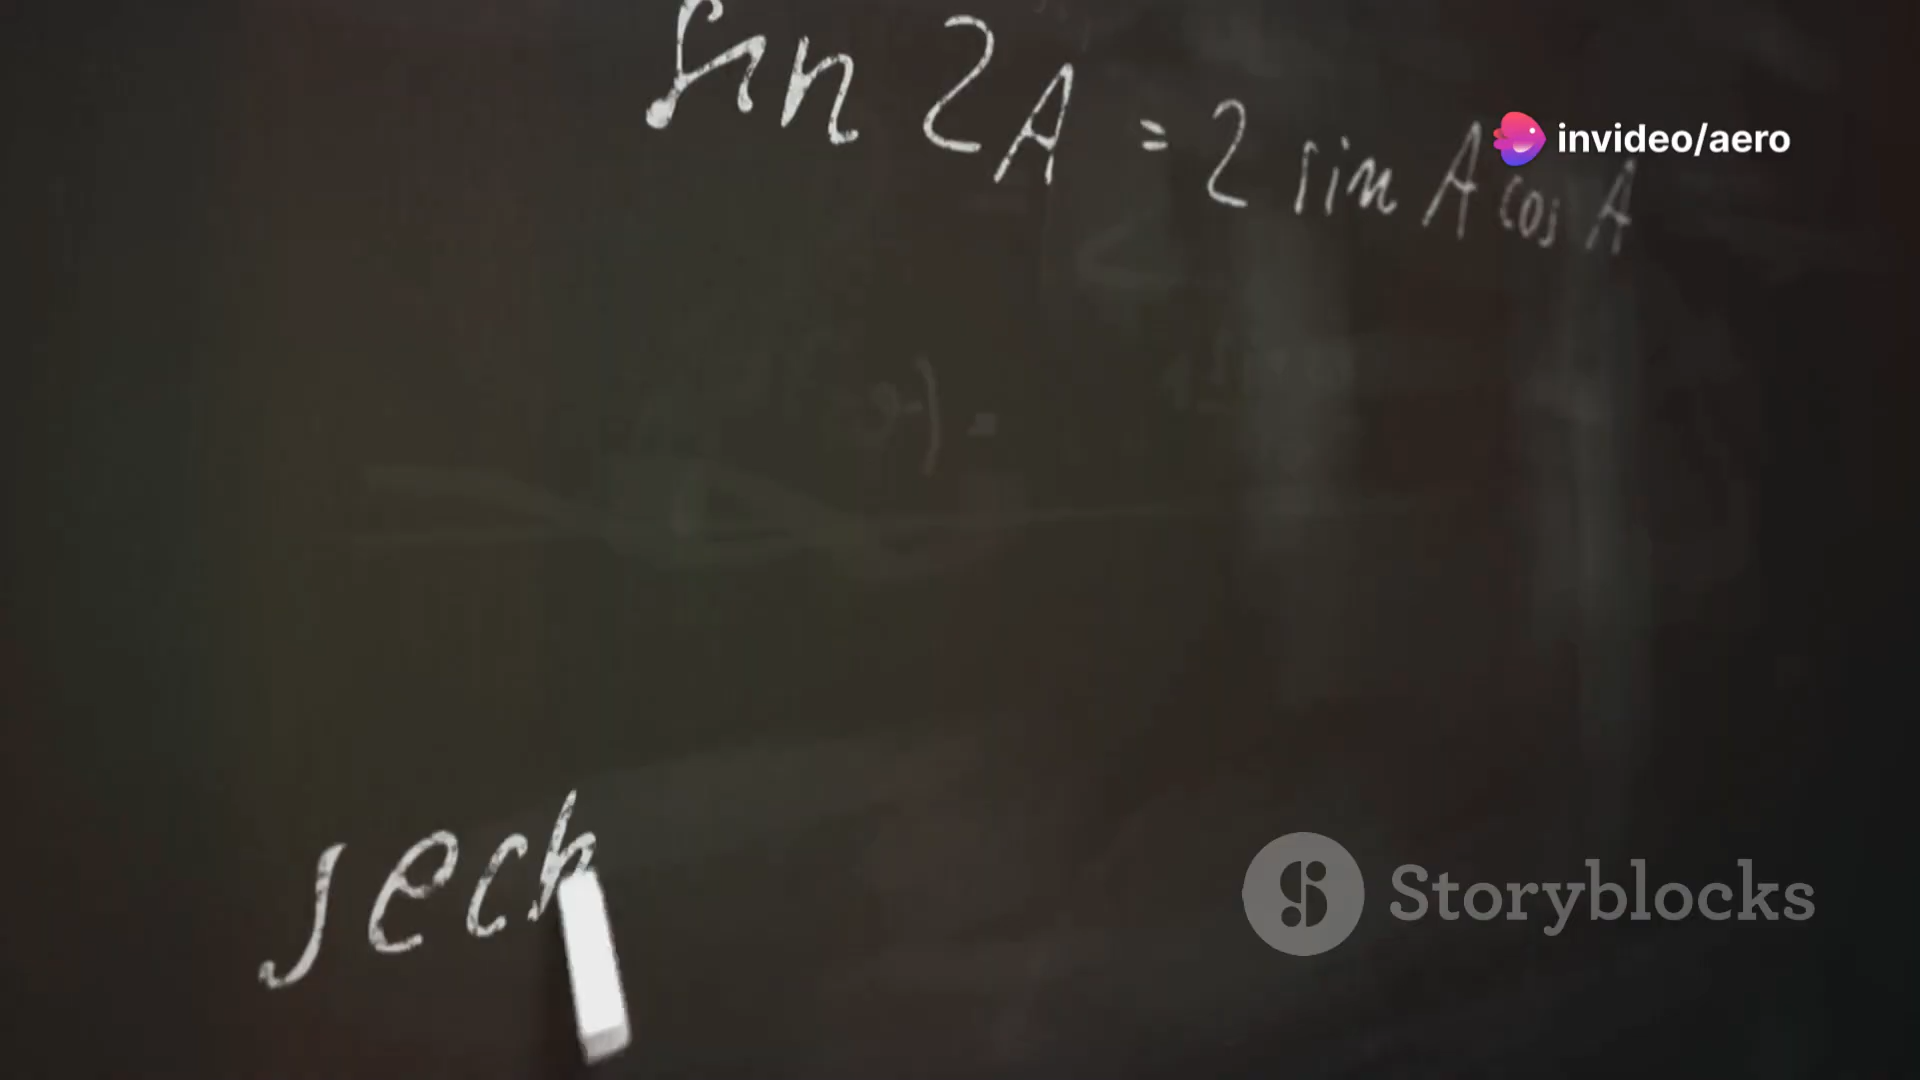 sin 2A = 2 sin A cos A
invideo/aero
sech
Storyblocks